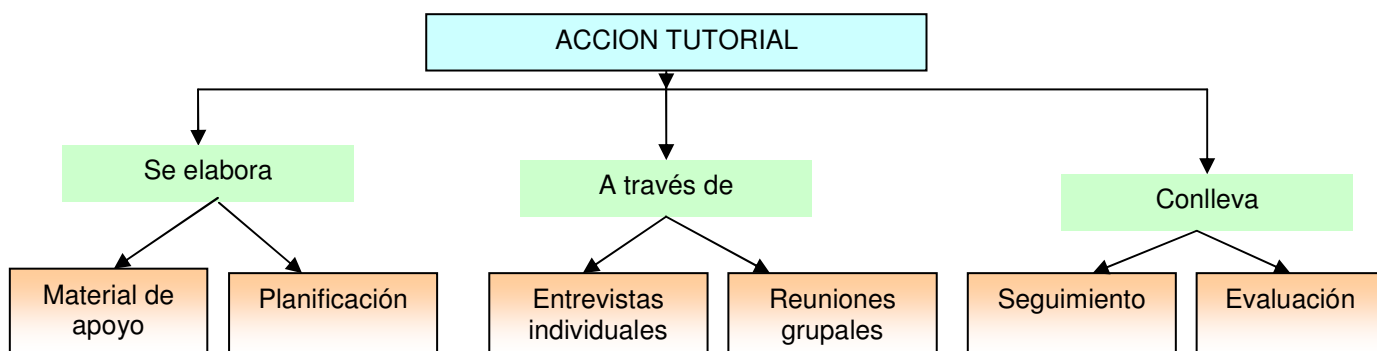 ACCION TUTORIAL
Se elabora
A través de
Conlleva
Material de
apoyo
Planificación
Entrevistas
individuales
Reuniones
grupales
Seguimiento
Evaluación